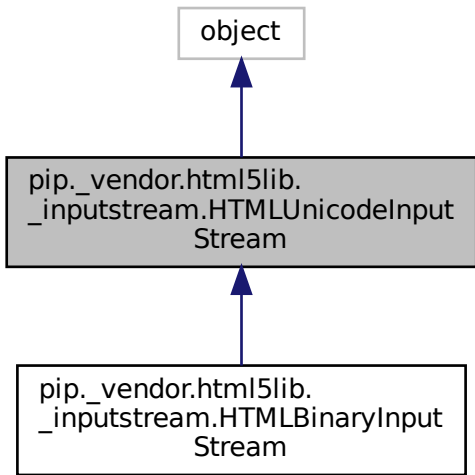 object
pip._vendor.html5lib.
_inputstream.HTMLUnicodeInput
Stream
pip._vendor.html5lib.
_inputstream.HTMLBinaryInput
Stream